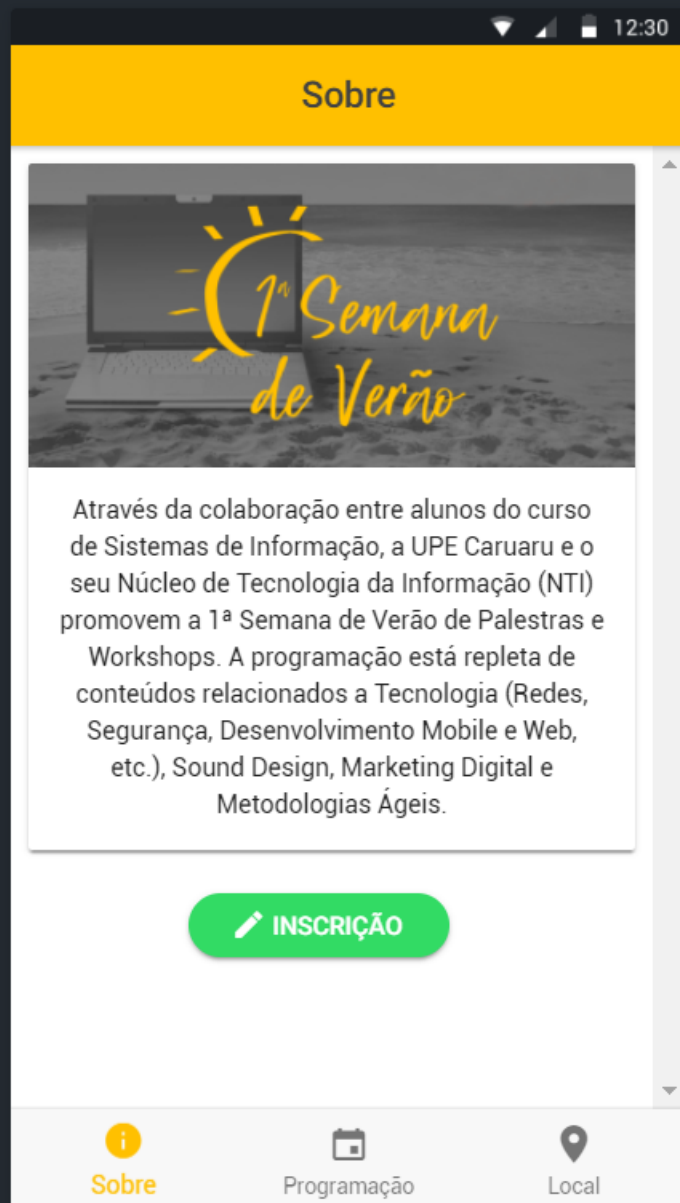 12:30
Sobre
1ª Semana
de Verão
Através da colaboração entre alunos do curso
de Sistemas de Informação, a UPE Caruaru e o
seu Núcleo de Tecnologia da Informação (NTI)
promovem a 1ª Semana de Verão de Palestras e
Workshops. A programação está repleta de
conteúdos relacionados a Tecnologia (Redes,
Segurança, Desenvolvimento Mobile e Web,
etc.), Sound Design, Marketing Digital e
Metodologias Ágeis.
INSCRIÇÃO
Sobre Programação Local